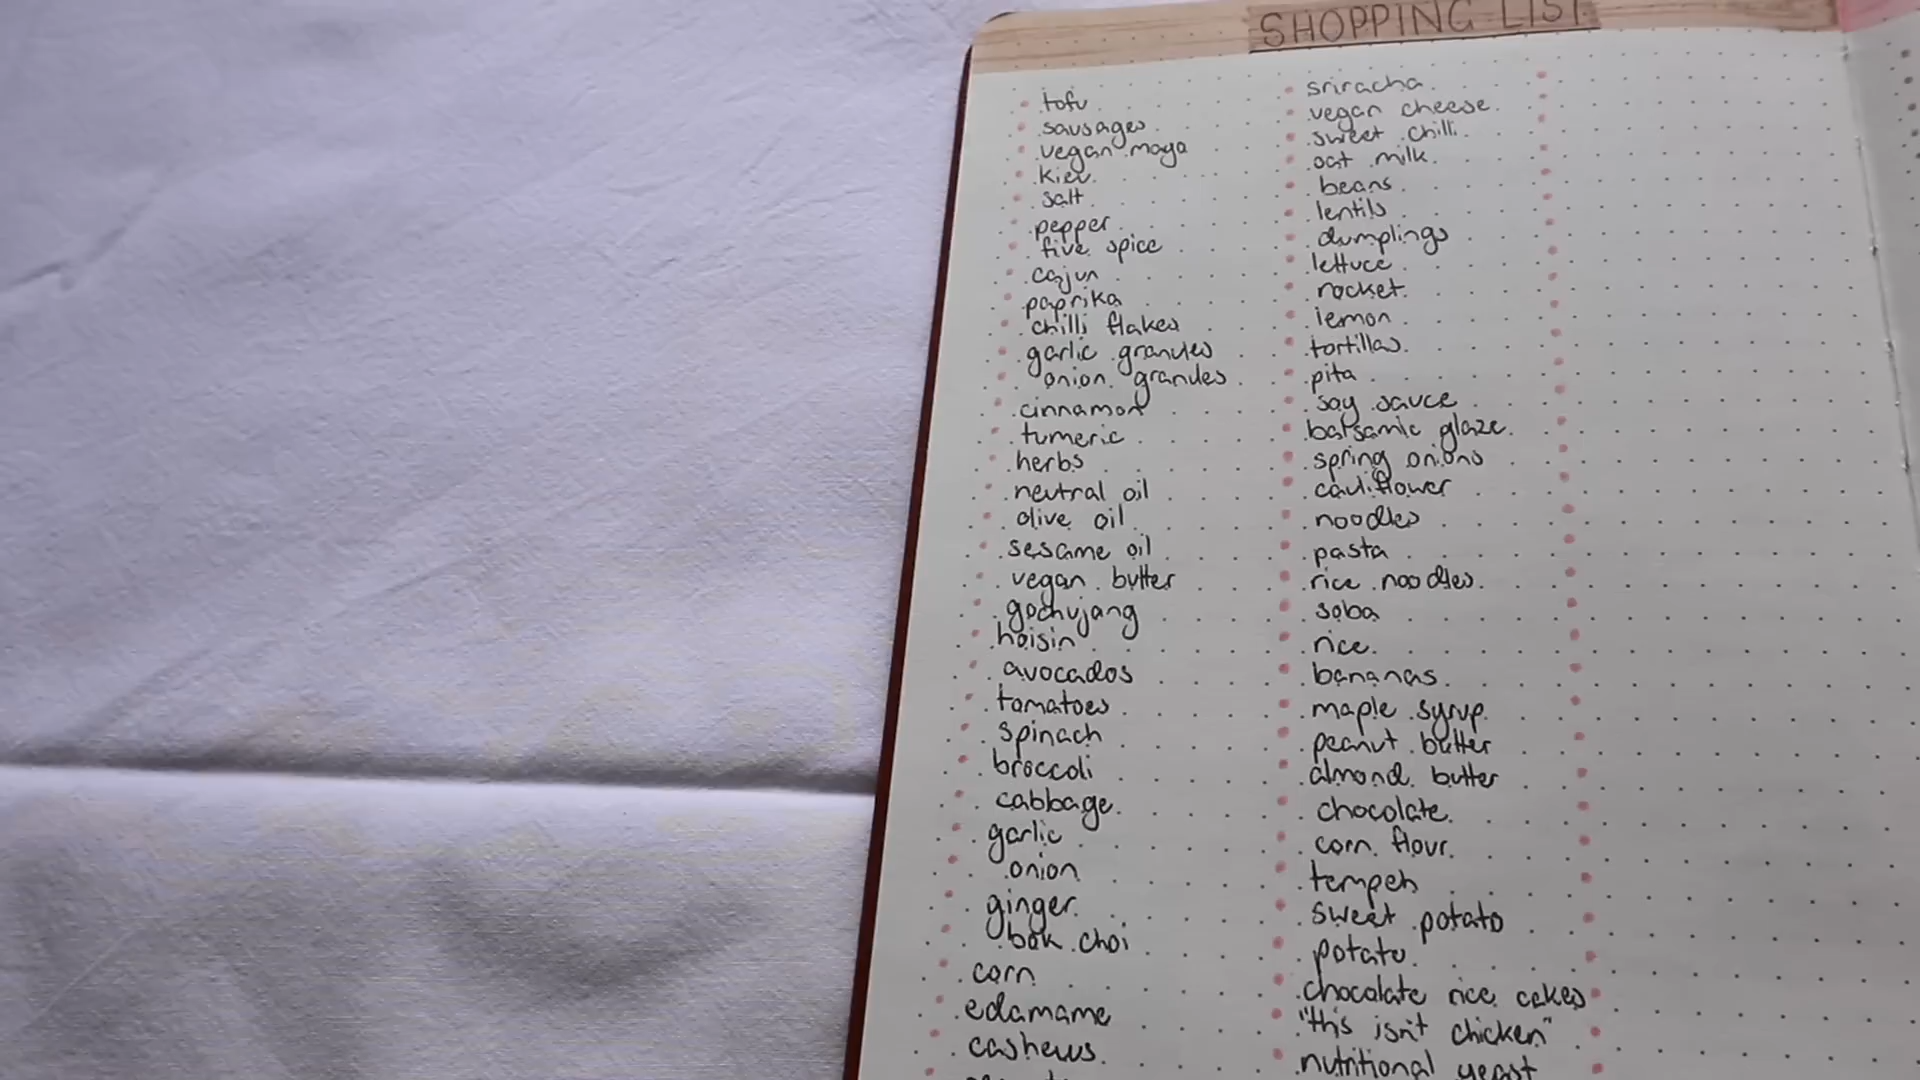 SHOPPING LIST
tofu
sausages
vegan mayo
kiev
salt
pepper
five spice
cajun
paprika
chilli flakes
garlic granules
onion granules
cinnamon
tumeric
herbs
neutral oil
olive oil
sesame oil
vegan butter
gochujang
hoisin
avocados
tomatoes
spinach
broccoli
cabbage
garlic
onion
ginger
bok choi
corn
edamame
cashews
sriracha
vegan cheese
sweet chilli
oat milk
beans
lentils
dumplings
lettuce
rocket
lemon
tortillas
pita
soy sauce
balsamic glaze
spring onions
cauliflower
noodles
pasta
rice noodles
soba
rice
bananas
maple syrup
peanut butter
almond butter
chocolate
corn flour
tempeh
sweet potato
potato
chocolate rice cakes
"this isn't chicken"
nutritional yeast